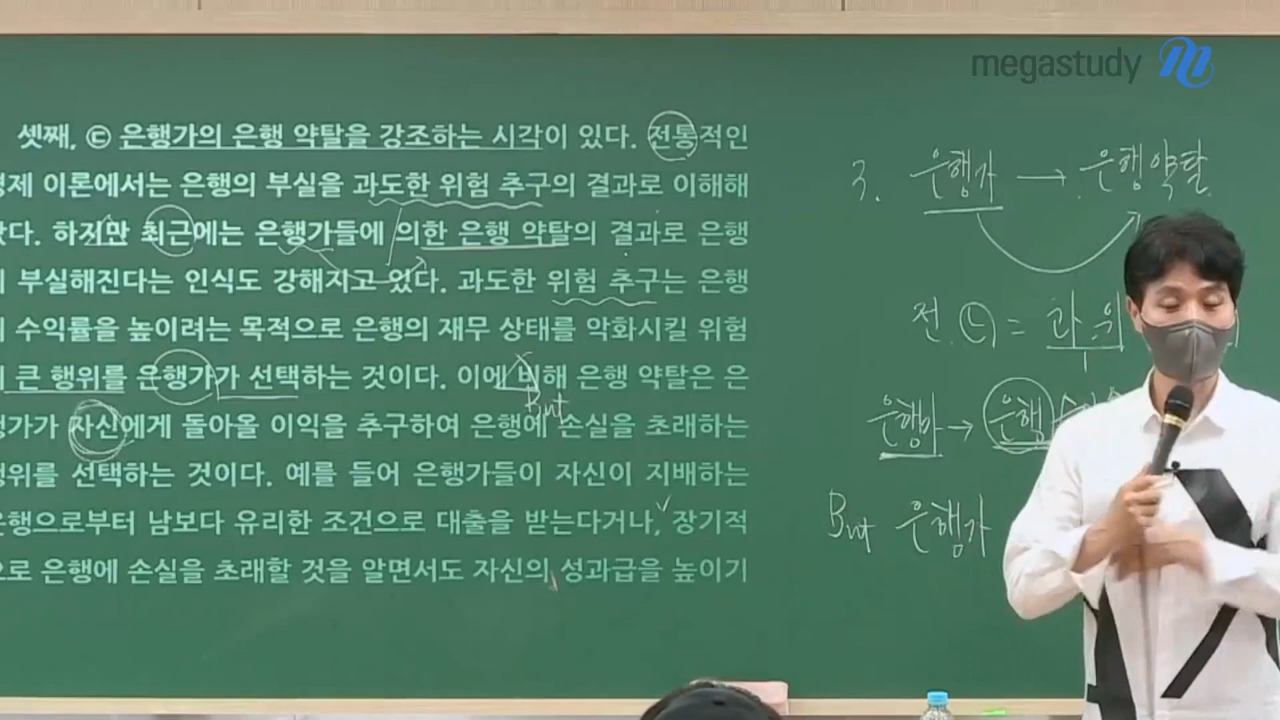 megastudy
셋째, ㉢ 은행가의 은행 약탈을 강조하는 시각이 있다. 전통적인
경제 이론에서는 은행의 부실을 과도한 위험 추구의 결과로 이해해
왔다. 하지만 최근에는 은행가들에 의한 은행 약탈의 결과로 은행
이 부실해진다는 인식도 강해지고 있다. 과도한 위험 추구는 은행
의 수익률을 높이려는 목적으로 은행의 재무 상태를 악화시킬 위험
이 큰 행위를 은행가가 선택하는 것이다. 이에 비해 은행 약탈은 은
But
행가가 자신에게 돌아올 이익을 추구하여 은행에 손실을 초래하는
행위를 선택하는 것이다. 예를 들어 은행가들이 자신이 지배하는
은행으로부터 남보다 유리한 조건으로 대출을 받는다거나, 장기적
으로 은행에 손실을 초래할 것을 알면서도 자신의 성과급을 높이기
3. 은행가 → 은행약탈
전 ㉡ = 과.위
은행가 → 은행
But 은행가